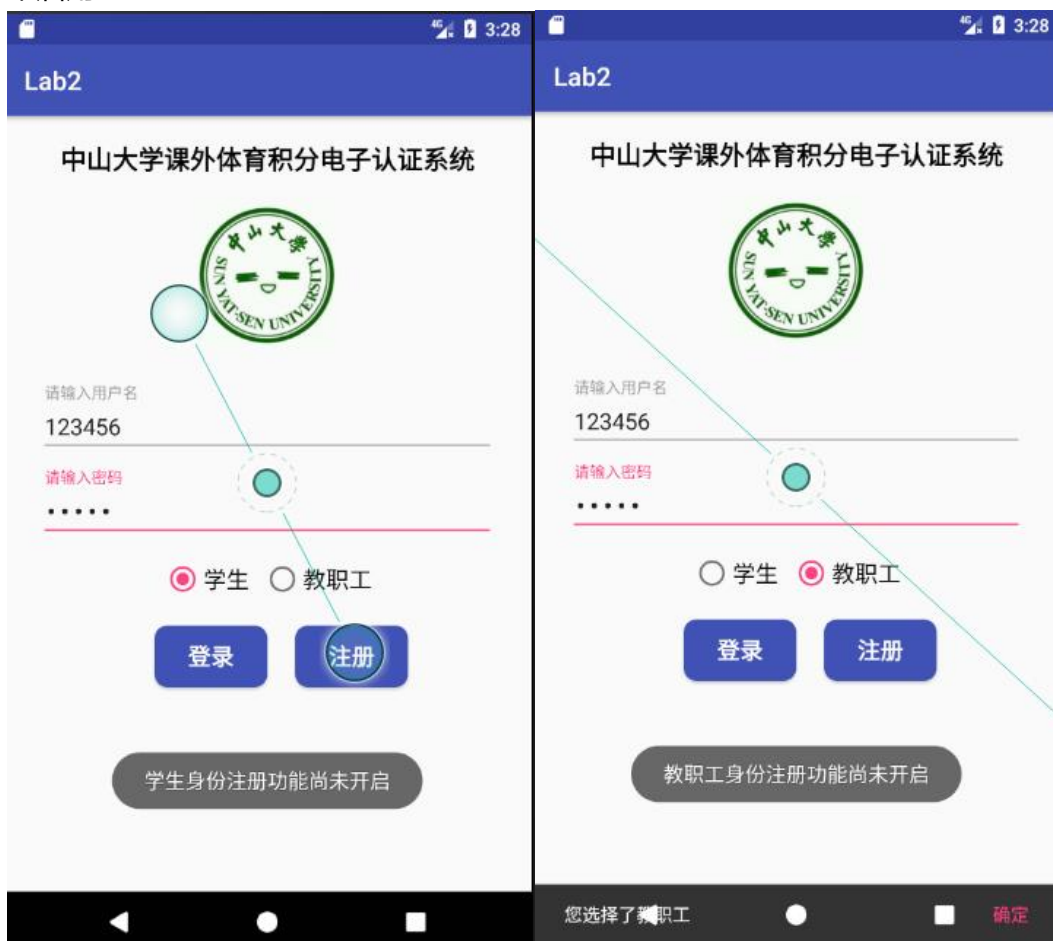 4G 3:28
Lab2
中山大学课外体育积分电子认证系统
中山大学
SUN YAT-SEN UNIVERSITY
请输入用户名
123456
请输入密码
•••••
学生 教职工
登录 注册
学生身份注册功能尚未开启
4G 3:28
Lab2
中山大学课外体育积分电子认证系统
中山大学
SUN YAT-SEN UNIVERSITY
请输入用户名
123456
请输入密码
•••••
学生 教职工
登录 注册
教职工身份注册功能尚未开启
您选择了教职工 确定